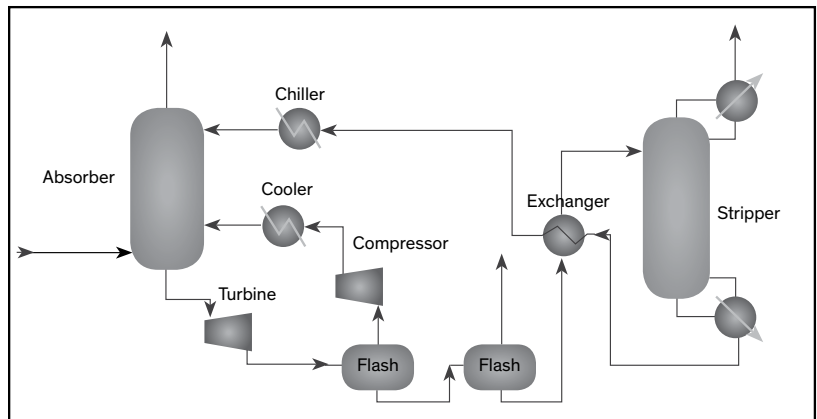 Chiller
Absorber
Cooler
Exchanger
Stripper
Compressor
Turbine
Flash
Flash